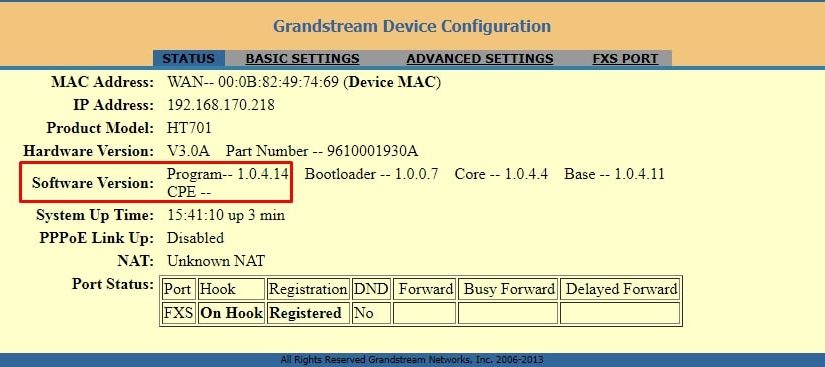 Grandstream Device Configuration
STATUS BASIC SETTINGS ADVANCED SETTINGS FXS PORT
MAC Address: WAN-- 00:0B:82:49:74:69 (Device MAC)
IP Address: 192.168.170.218
Product Model: HT701
Hardware Version: V3.0A Part Number -- 9610001930A
Software Version: Program-- 1.0.4.14 Bootloader -- 1.0.0.7 Core -- 1.0.4.4 Base -- 1.0.4.11
CPE --
System Up Time: 15:41:10 up 3 min
PPPoE Link Up: Disabled
NAT: Unknown NAT
Port Status: Port Hook Registration DND Forward Busy Forward Delayed Forward
FXS On Hook Registered No
All Rights Reserved Grandstream Networks, Inc. 2006-2013